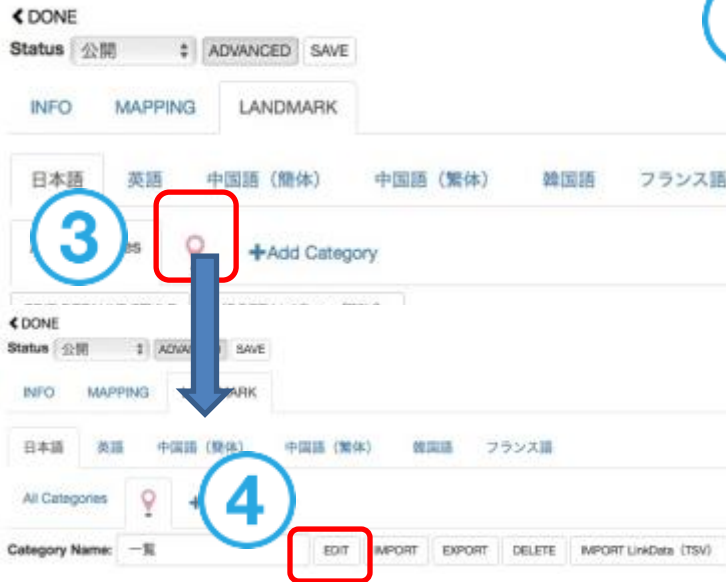 DONE
Status 公開 ADVANCED SAVE
INFO MAPPING LANDMARK
日本語 英語 中国語（簡体） 中国語（繁体） 韓国語 フランス語
3
+Add Category
DONE
Status 公開 SAVE
INFO MAPPING
日本語 英語 中国語（簡体） 中国語（繁体） 韓国語 フランス語
4
All Categories
Category Name: 一覧 EDIT IMPORT EXPORT DELETE IMPORT LinkData (TSV)